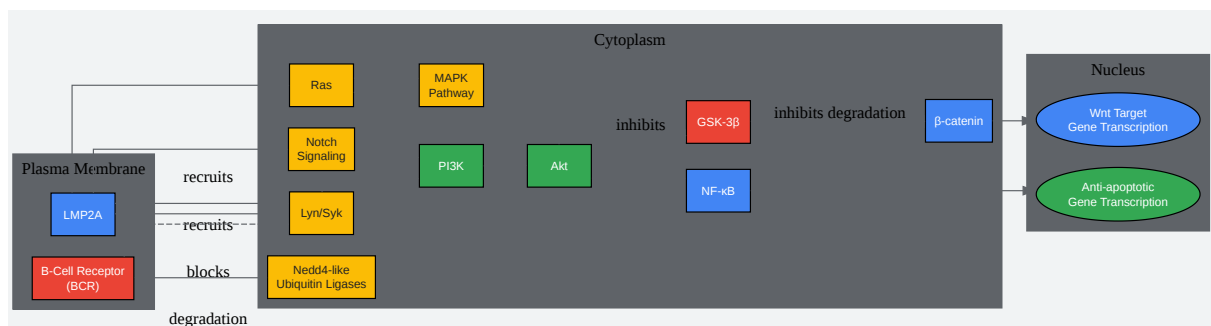 Cytoplasm
Nucleus
Ras
MAPK
Pathway
GSK-3β
inhibits
inhibits degradation
β-catenin
Wnt Target
Gene Transcription
Notch
Signaling
PI3K
Akt
NF-κB
Anti-apoptotic
Gene Transcription
Plasma Membrane
recruits
LMP2A
Lyn/Syk
recruits
B-Cell Receptor
(BCR)
blocks
Nedd4-like
Ubiquitin Ligases
degradation